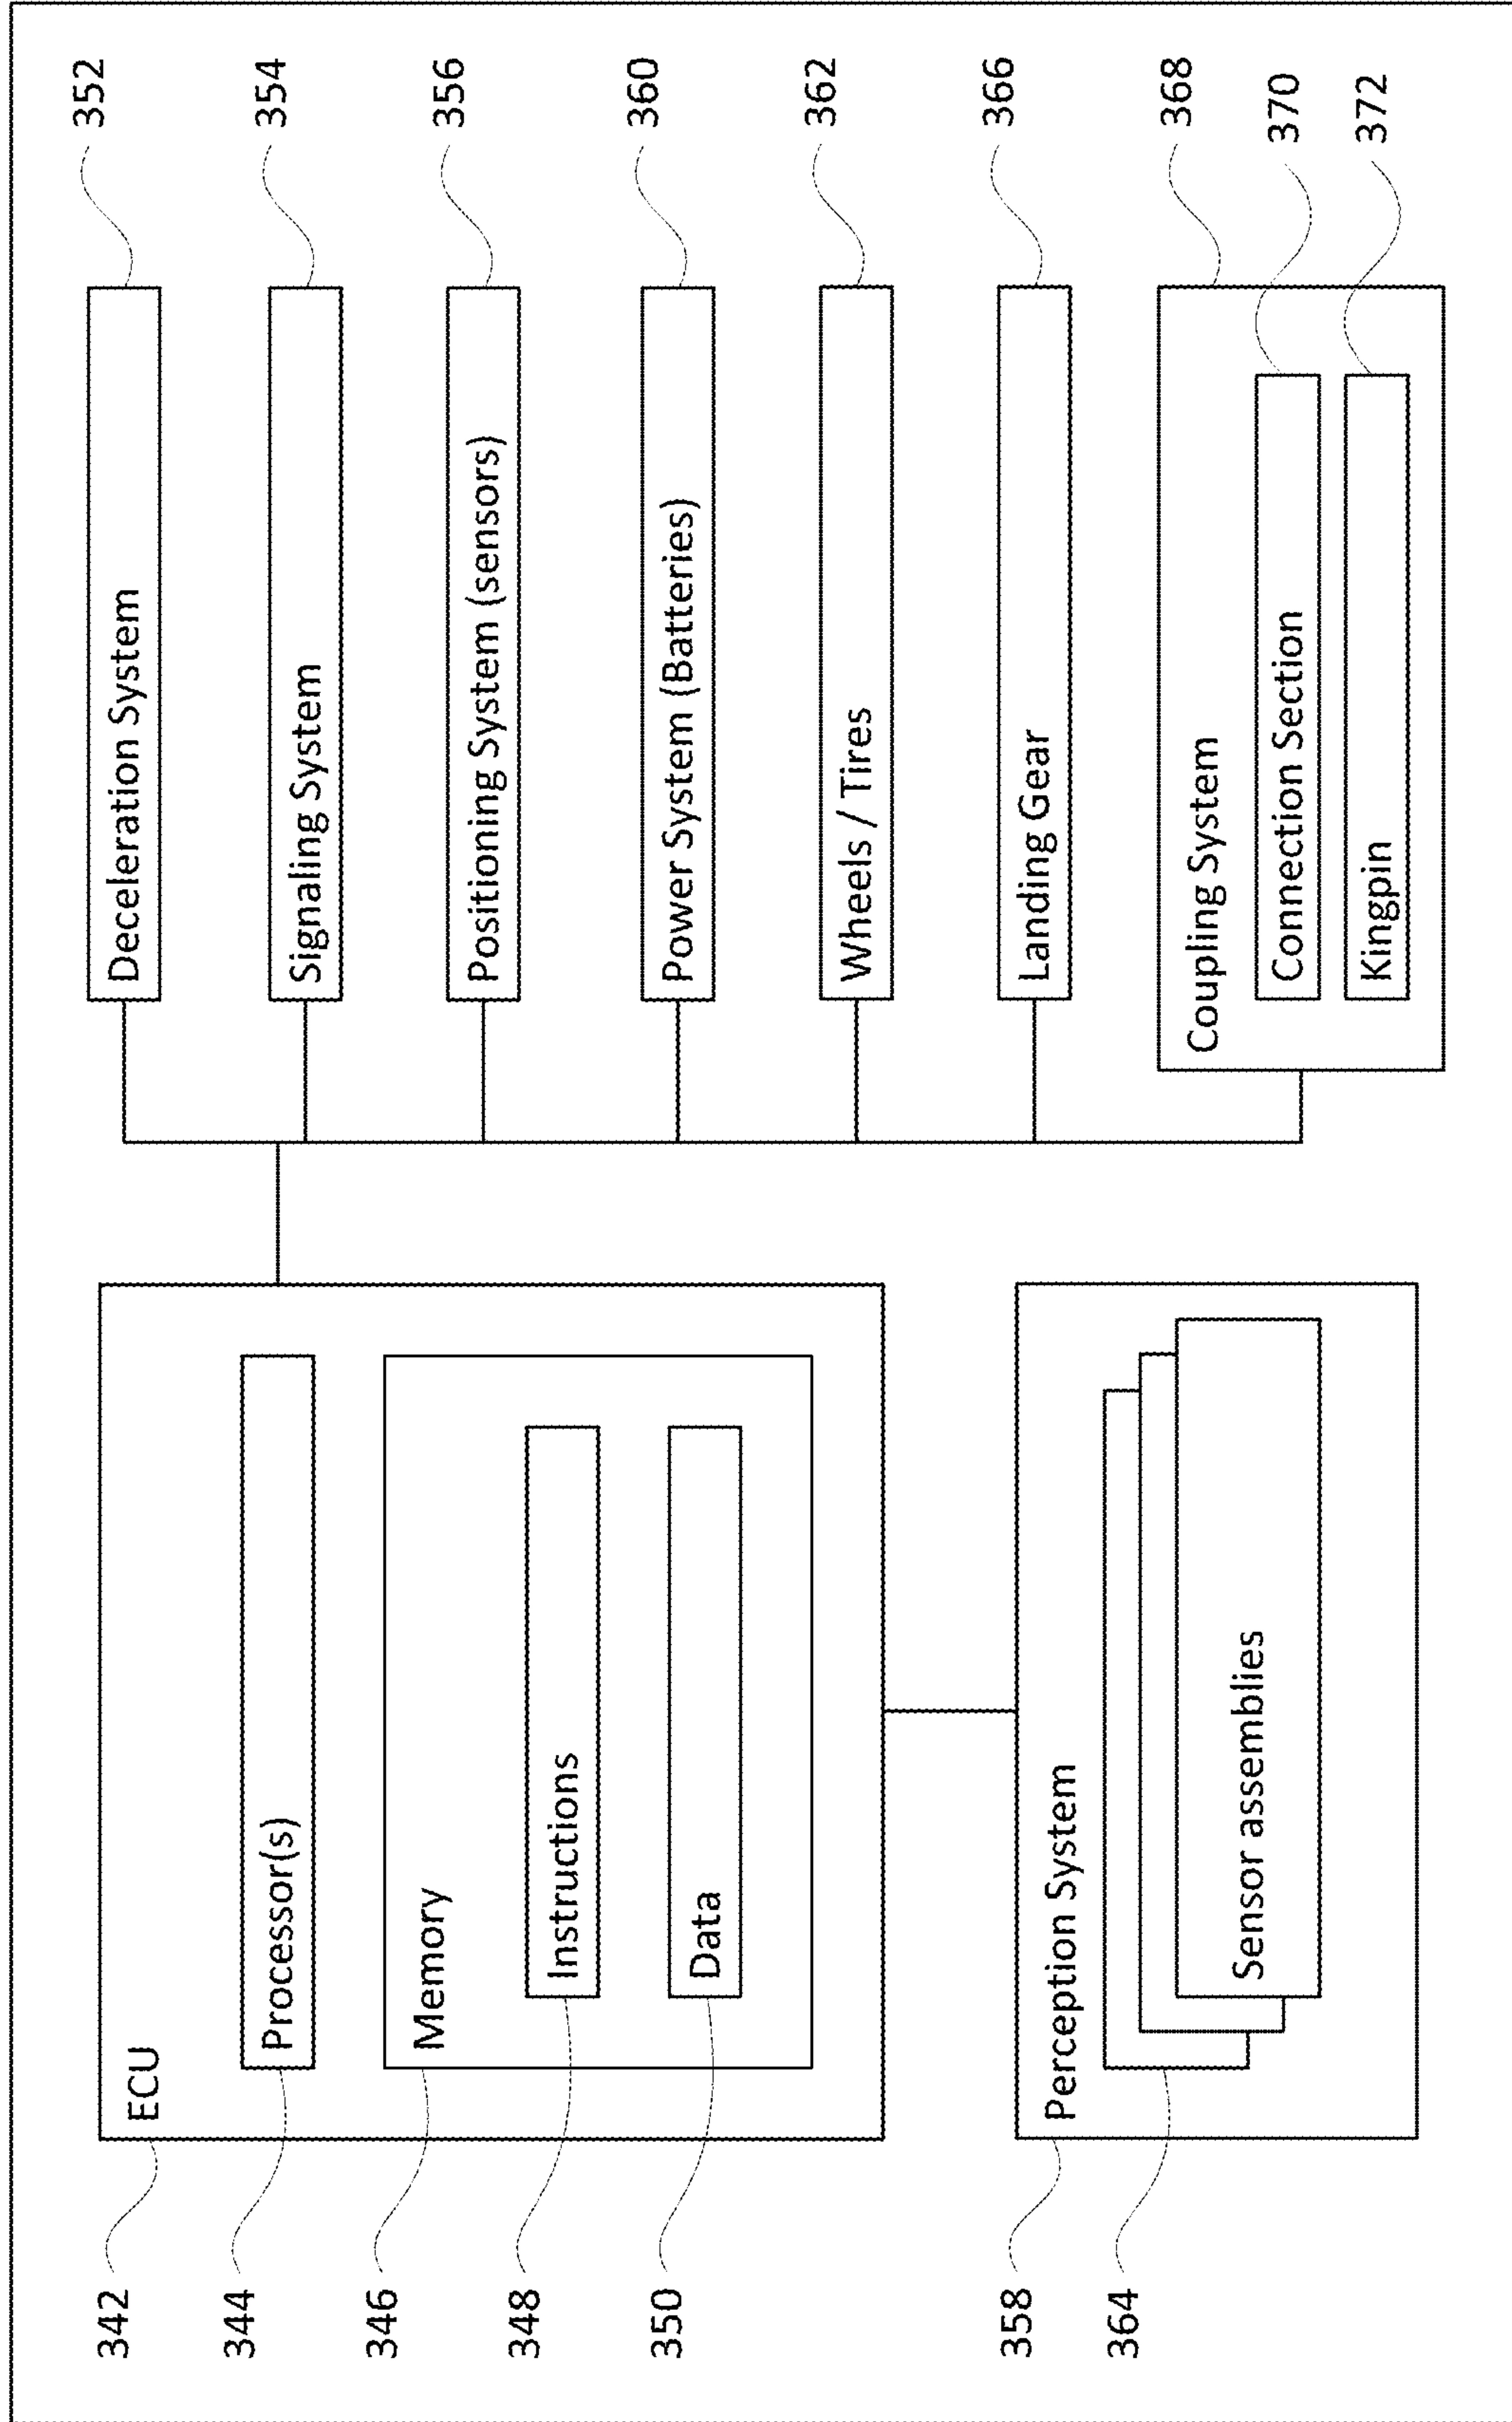 342
ECU
344
Processor(s)
346
Memory
348
Instructions
350
Data
358
Perception System
364
Sensor assemblies
Deceleration System
352
Signaling System
354
Positioning System (sensors)
356
Power System (Batteries)
360
Wheels / Tires
362
Landing Gear
366
Coupling System
368
Connection Section
370
Kingpin
372